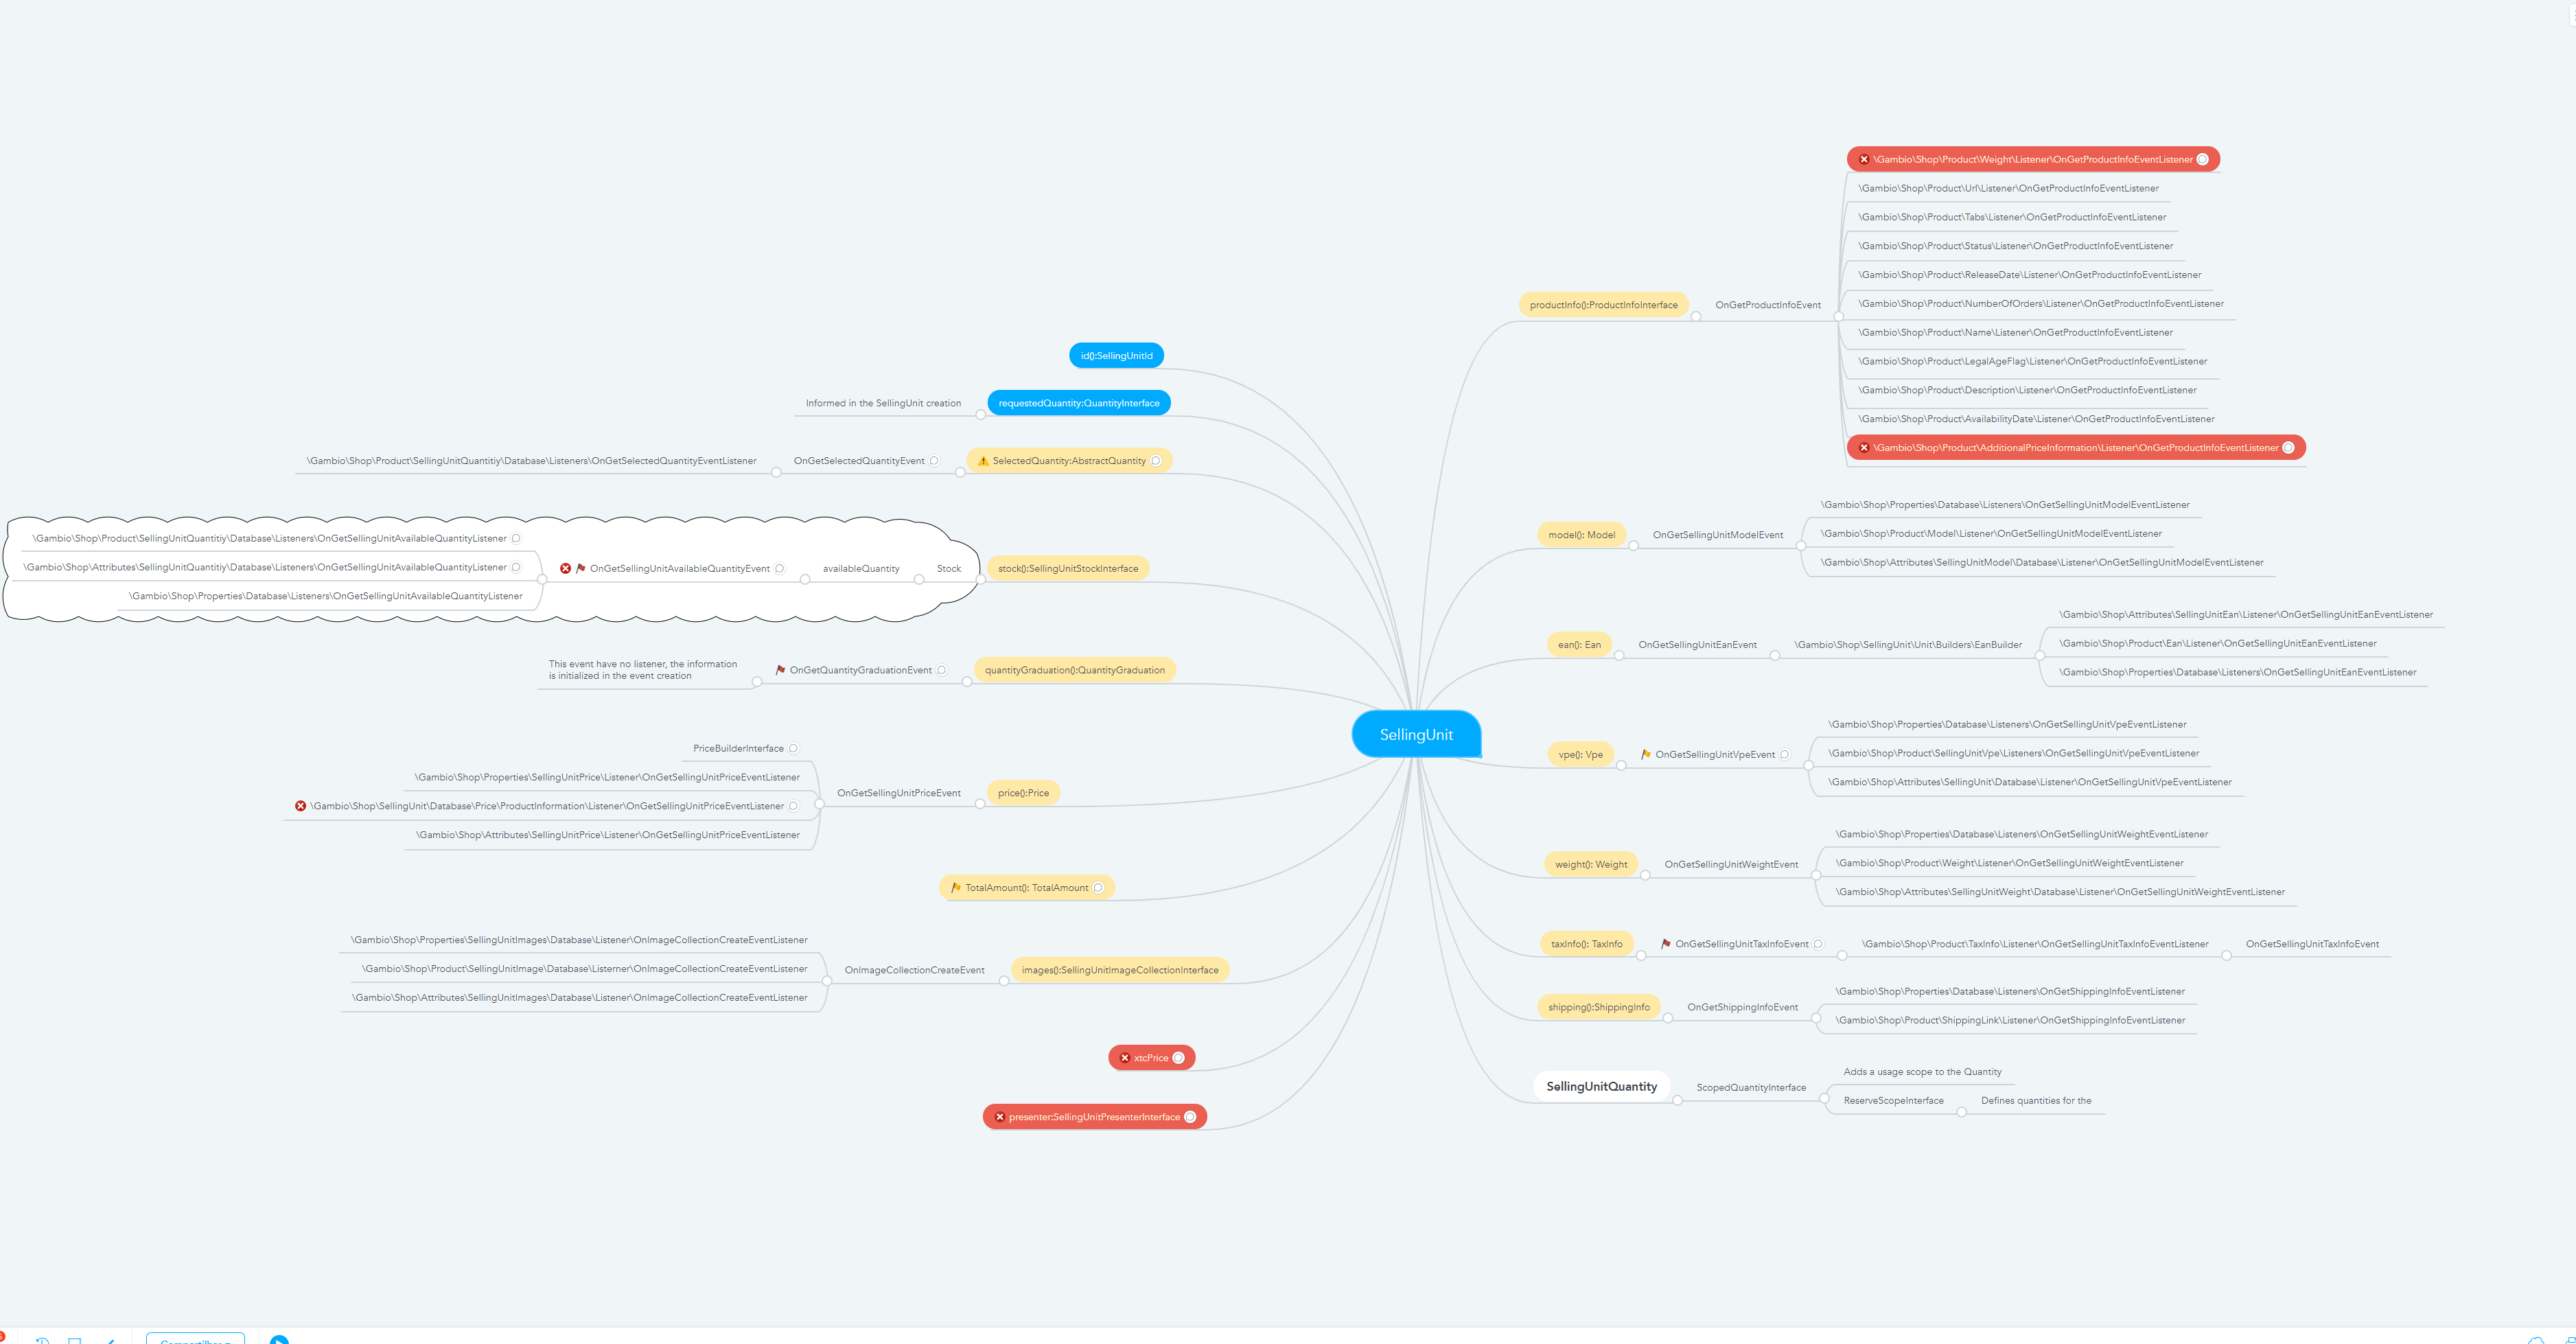 SellingUnit
id():SellingUnitId
Informed in the SellingUnit creation
requestedQuantity:QuantityInterface
\Gambio\Shop\Product\SellingUnitQuantitiy\Database\Listeners\OnGetSelectedQuantityEventListener
OnGetSelectedQuantityEvent
SelectedQuantity:AbstractQuantity
\Gambio\Shop\Product\SellingUnitQuantitiy\Database\Listeners\OnGetSellingUnitAvailableQuantityListener
\Gambio\Shop\Attributes\SellingUnitQuantitiy\Database\Listeners\OnGetSellingUnitAvailableQuantityListener
\Gambio\Shop\Properties\Database\Listeners\OnGetSellingUnitAvailableQuantityListener
OnGetSellingUnitAvailableQuantityEvent
availableQuantity
Stock
stock():SellingUnitStockInterface
This event have no listener, the information
is initialized in the event creation
OnGetQuantityGraduationEvent
quantityGraduation():QuantityGraduation
PriceBuilderInterface
\Gambio\Shop\Properties\SellingUnitPrice\Listener\OnGetSellingUnitPriceEventListener
\Gambio\Shop\SellingUnit\Database\Price\ProductInformation\Listener\OnGetSellingUnitPriceEventListener
\Gambio\Shop\Attributes\SellingUnitPrice\Listener\OnGetSellingUnitPriceEventListener
OnGetSellingUnitPriceEvent
price():Price
TotalAmount(): TotalAmount
\Gambio\Shop\Properties\SellingUnitImages\Database\Listener\OnImageCollectionCreateEventListener
\Gambio\Shop\Product\SellingUnitImage\Database\Listerner\OnImageCollectionCreateEventListener
\Gambio\Shop\Attributes\SellingUnitImages\Database\Listener\OnImageCollectionCreateEventListener
OnImageCollectionCreateEvent
images():SellingUnitImageCollectionInterface
xtcPrice
presenter:SellingUnitPresenterInterface
productInfo():ProductInfoInterface
OnGetProductInfoEvent
\Gambio\Shop\Product\Weight\Listener\OnGetProductInfoEventListener
\Gambio\Shop\Product\Url\Listener\OnGetProductInfoEventListener
\Gambio\Shop\Product\Tabs\Listener\OnGetProductInfoEventListener
\Gambio\Shop\Product\Status\Listener\OnGetProductInfoEventListener
\Gambio\Shop\Product\ReleaseDate\Listener\OnGetProductInfoEventListener
\Gambio\Shop\Product\NumberOfOrders\Listener\OnGetProductInfoEventListener
\Gambio\Shop\Product\Name\Listener\OnGetProductInfoEventListener
\Gambio\Shop\Product\LegalAgeFlag\Listener\OnGetProductInfoEventListener
\Gambio\Shop\Product\Description\Listener\OnGetProductInfoEventListener
\Gambio\Shop\Product\AvailabilityDate\Listener\OnGetProductInfoEventListener
\Gambio\Shop\Product\AdditionalPriceInformation\Listener\OnGetProductInfoEventListener
model(): Model
OnGetSellingUnitModelEvent
\Gambio\Shop\Properties\Database\Listeners\OnGetSellingUnitModelEventListener
\Gambio\Shop\Product\Model\Listener\OnGetSellingUnitModelEventListener
\Gambio\Shop\Attributes\SellingUnitModel\Database\Listener\OnGetSellingUnitModelEventListener
ean(): Ean
OnGetSellingUnitEanEvent
\Gambio\Shop\SellingUnit\Unit\Builders\EanBuilder
\Gambio\Shop\Attributes\SellingUnitEan\Listener\OnGetSellingUnitEanEventListener
\Gambio\Shop\Product\Ean\Listener\OnGetSellingUnitEanEventListener
\Gambio\Shop\Properties\Database\Listeners\OnGetSellingUnitEanEventListener
vpe(): Vpe
OnGetSellingUnitVpeEvent
\Gambio\Shop\Properties\Database\Listeners\OnGetSellingUnitVpeEventListener
\Gambio\Shop\Product\SellingUnitVpe\Listeners\OnGetSellingUnitVpeEventListener
\Gambio\Shop\Attributes\SellingUnit\Database\Listener\OnGetSellingUnitVpeEventListener
weight(): Weight
OnGetSellingUnitWeightEvent
\Gambio\Shop\Properties\Database\Listeners\OnGetSellingUnitWeightEventListener
\Gambio\Shop\Product\Weight\Listener\OnGetSellingUnitWeightEventListener
\Gambio\Shop\Attributes\SellingUnitWeight\Database\Listener\OnGetSellingUnitWeightEventListener
taxInfo(): TaxInfo
OnGetSellingUnitTaxInfoEvent
\Gambio\Shop\Product\TaxInfo\Listener\OnGetSellingUnitTaxInfoEventListener
OnGetSellingUnitTaxInfoEvent
shipping():ShippingInfo
OnGetShippingInfoEvent
\Gambio\Shop\Properties\Database\Listeners\OnGetShippingInfoEventListener
\Gambio\Shop\Product\ShippingLink\Listener\OnGetShippingInfoEventListener
SellingUnitQuantity
ScopedQuantityInterface
Adds a usage scope to the Quantity
ReserveScopeInterface
Defines quantities for the